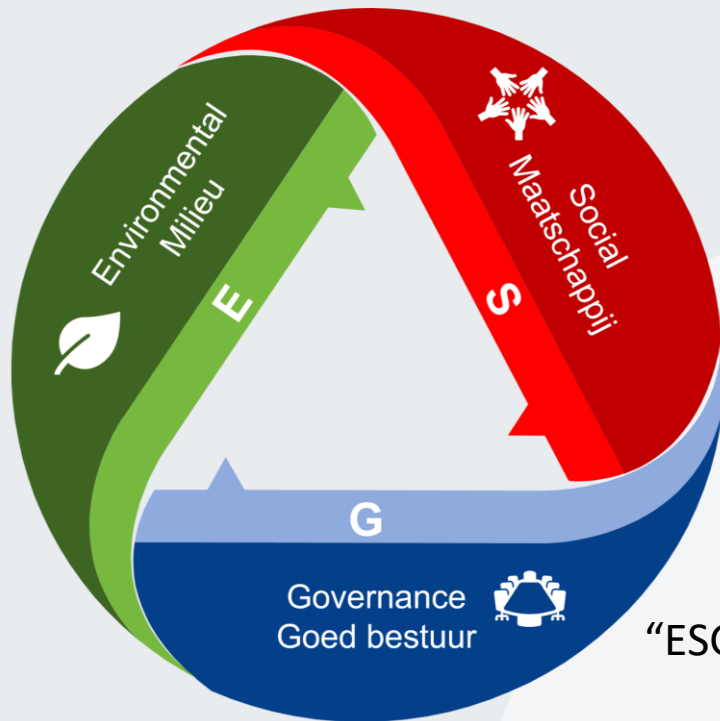 Environmental
Milieu
E
Social
Maatschappij
S
G
Governance
Goed bestuur